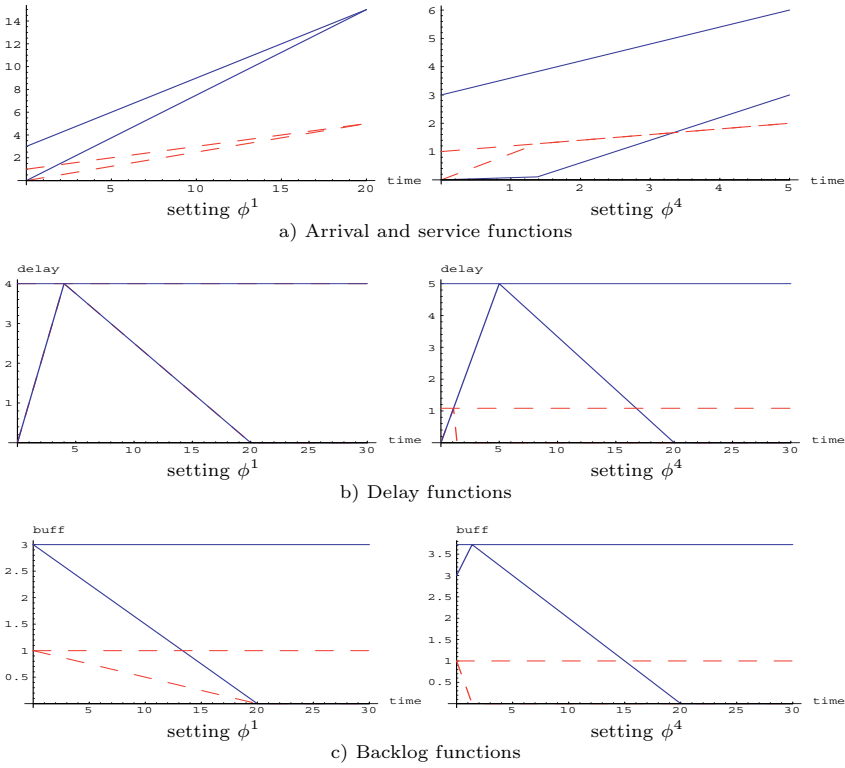 14
12
10
8
6
4
2
5 10 15 20 time
setting ϕ¹
6
5
4
3
2
1
1 2 3 4 5 time
setting ϕ⁴
a) Arrival and service functions
delay
4
3
2
1
5 10 15 20 25 30 time
setting ϕ¹
delay
5
4
3
2
1
5 10 15 20 25 30 time
setting ϕ⁴
b) Delay functions
buff
3
2.5
2
1.5
1
0.5
5 10 15 20 25 30 time
setting ϕ¹
buff
3.5
3
2.5
2
1.5
1
0.5
5 10 15 20 25 30 time
setting ϕ⁴
c) Backlog functions